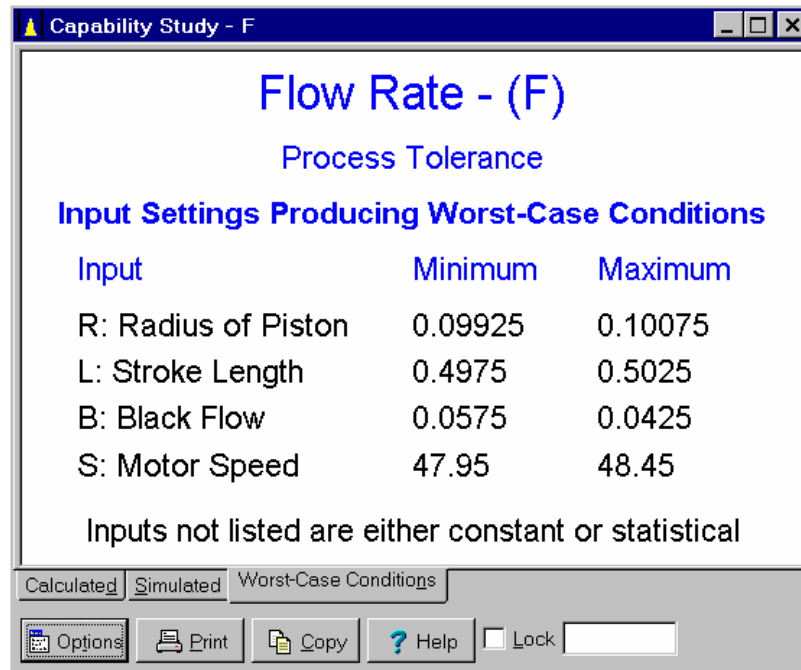 Capability Study - F
Flow Rate - (F)
Process Tolerance
Input Settings Producing Worst-Case Conditions
Input Minimum Maximum
R: Radius of Piston 0.09925 0.10075
L: Stroke Length 0.4975 0.5025
B: Black Flow 0.0575 0.0425
S: Motor Speed 47.95 48.45
Inputs not listed are either constant or statistical
Calculated Simulated Worst-Case Conditions
Options Print Copy ? Help Lock